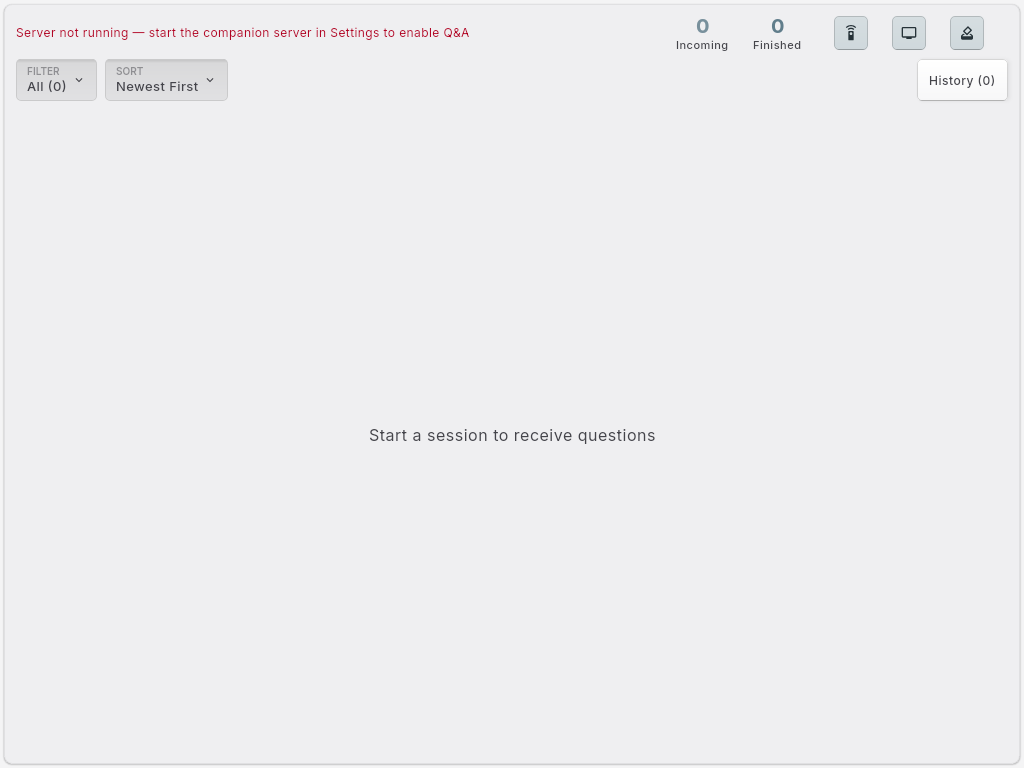 Server not running — start the companion server in Settings to enable Q&A
0
Incoming
0
Finished
FILTER
All (0)
SORT
Newest First
History (0)
Start a session to receive questions